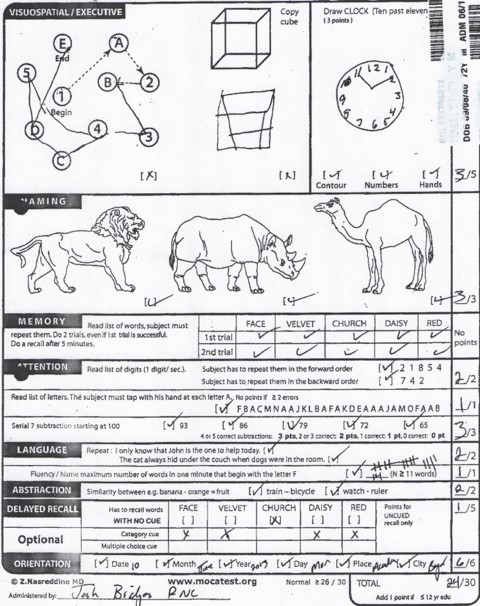 VISUOSPATIAL / EXECUTIVE
Copy cube
Draw CLOCK (Ten past eleven
( 3 points )
E
End
A
5
B
2
1
Begin
D
4
3
C
11 12 1
10 2
9 3
8 4
7 6 5
[X]
[X]
[✓] [✓] [✓]
Contour Numbers Hands
3/5
NAMING
[✓] [✓] [✓]
3/3
MEMORY
Read list of words, subject must repeat them. Do 2 trials, even if 1st trial is successful. Do a recall after 5 minutes.
FACE VELVET CHURCH DAISY RED
1st trial ✓ ✓ ✓ ✓ ✓
2nd trial ✓ ✓ ✓ ✓ ✓
No points
ATTENTION
Read list of digits (1 digit/ sec.).
Subject has to repeat them in the forward order [✓] 2 1 8 5 4
Subject has to repeat them in the backward order [✓] 7 4 2
2/2
Read list of letters. The subject must tap with his hand at each letter A. No points if ≥ 2 errors
[✓] F B A C M N A A J K L B A F A K D E A A A J A M O F A A B
1/1
Serial 7 subtraction starting at 100 [✓] 93 [✓] 86 [✓] 79 [✓] 72 [✓] 65
4 or 5 correct subtractions: 3 pts, 2 or 3 correct: 2 pts, 1 correct: 1 pt, 0 correct: 0 pt
3/3
LANGUAGE
Repeat : I only know that John is the one to help today. [✓]
The cat always hid under the couch when dogs were in the room. [✓]
2/2
Fluency / Name maximum number of words in one minute that begin with the letter F [✓] (N ≥ 11 words)
1/1
ABSTRACTION
Similarity between e.g. banana - orange = fruit [✓] train – bicycle [✓] watch - ruler
2/2
DELAYED RECALL
Has to recall words WITH NO CUE
FACE [ ] VELVET [ ] CHURCH [X] DAISY [ ] RED [ ]
Points for UNCUED recall only
1/5
Optional
Category cue X X X X
Multiple choice cue
ORIENTATION
[✓] Date 10 [✓] Month June [✓] Year 2013 [✓] Day Mon [✓] Place [✓] City
6/6
© Z.Nasreddine MD
www.mocatest.org
Normal ≥ 26 / 30
TOTAL 24/30
Administered by: Josh Bridges RNC
Add 1 point if ≤ 12 yr edu